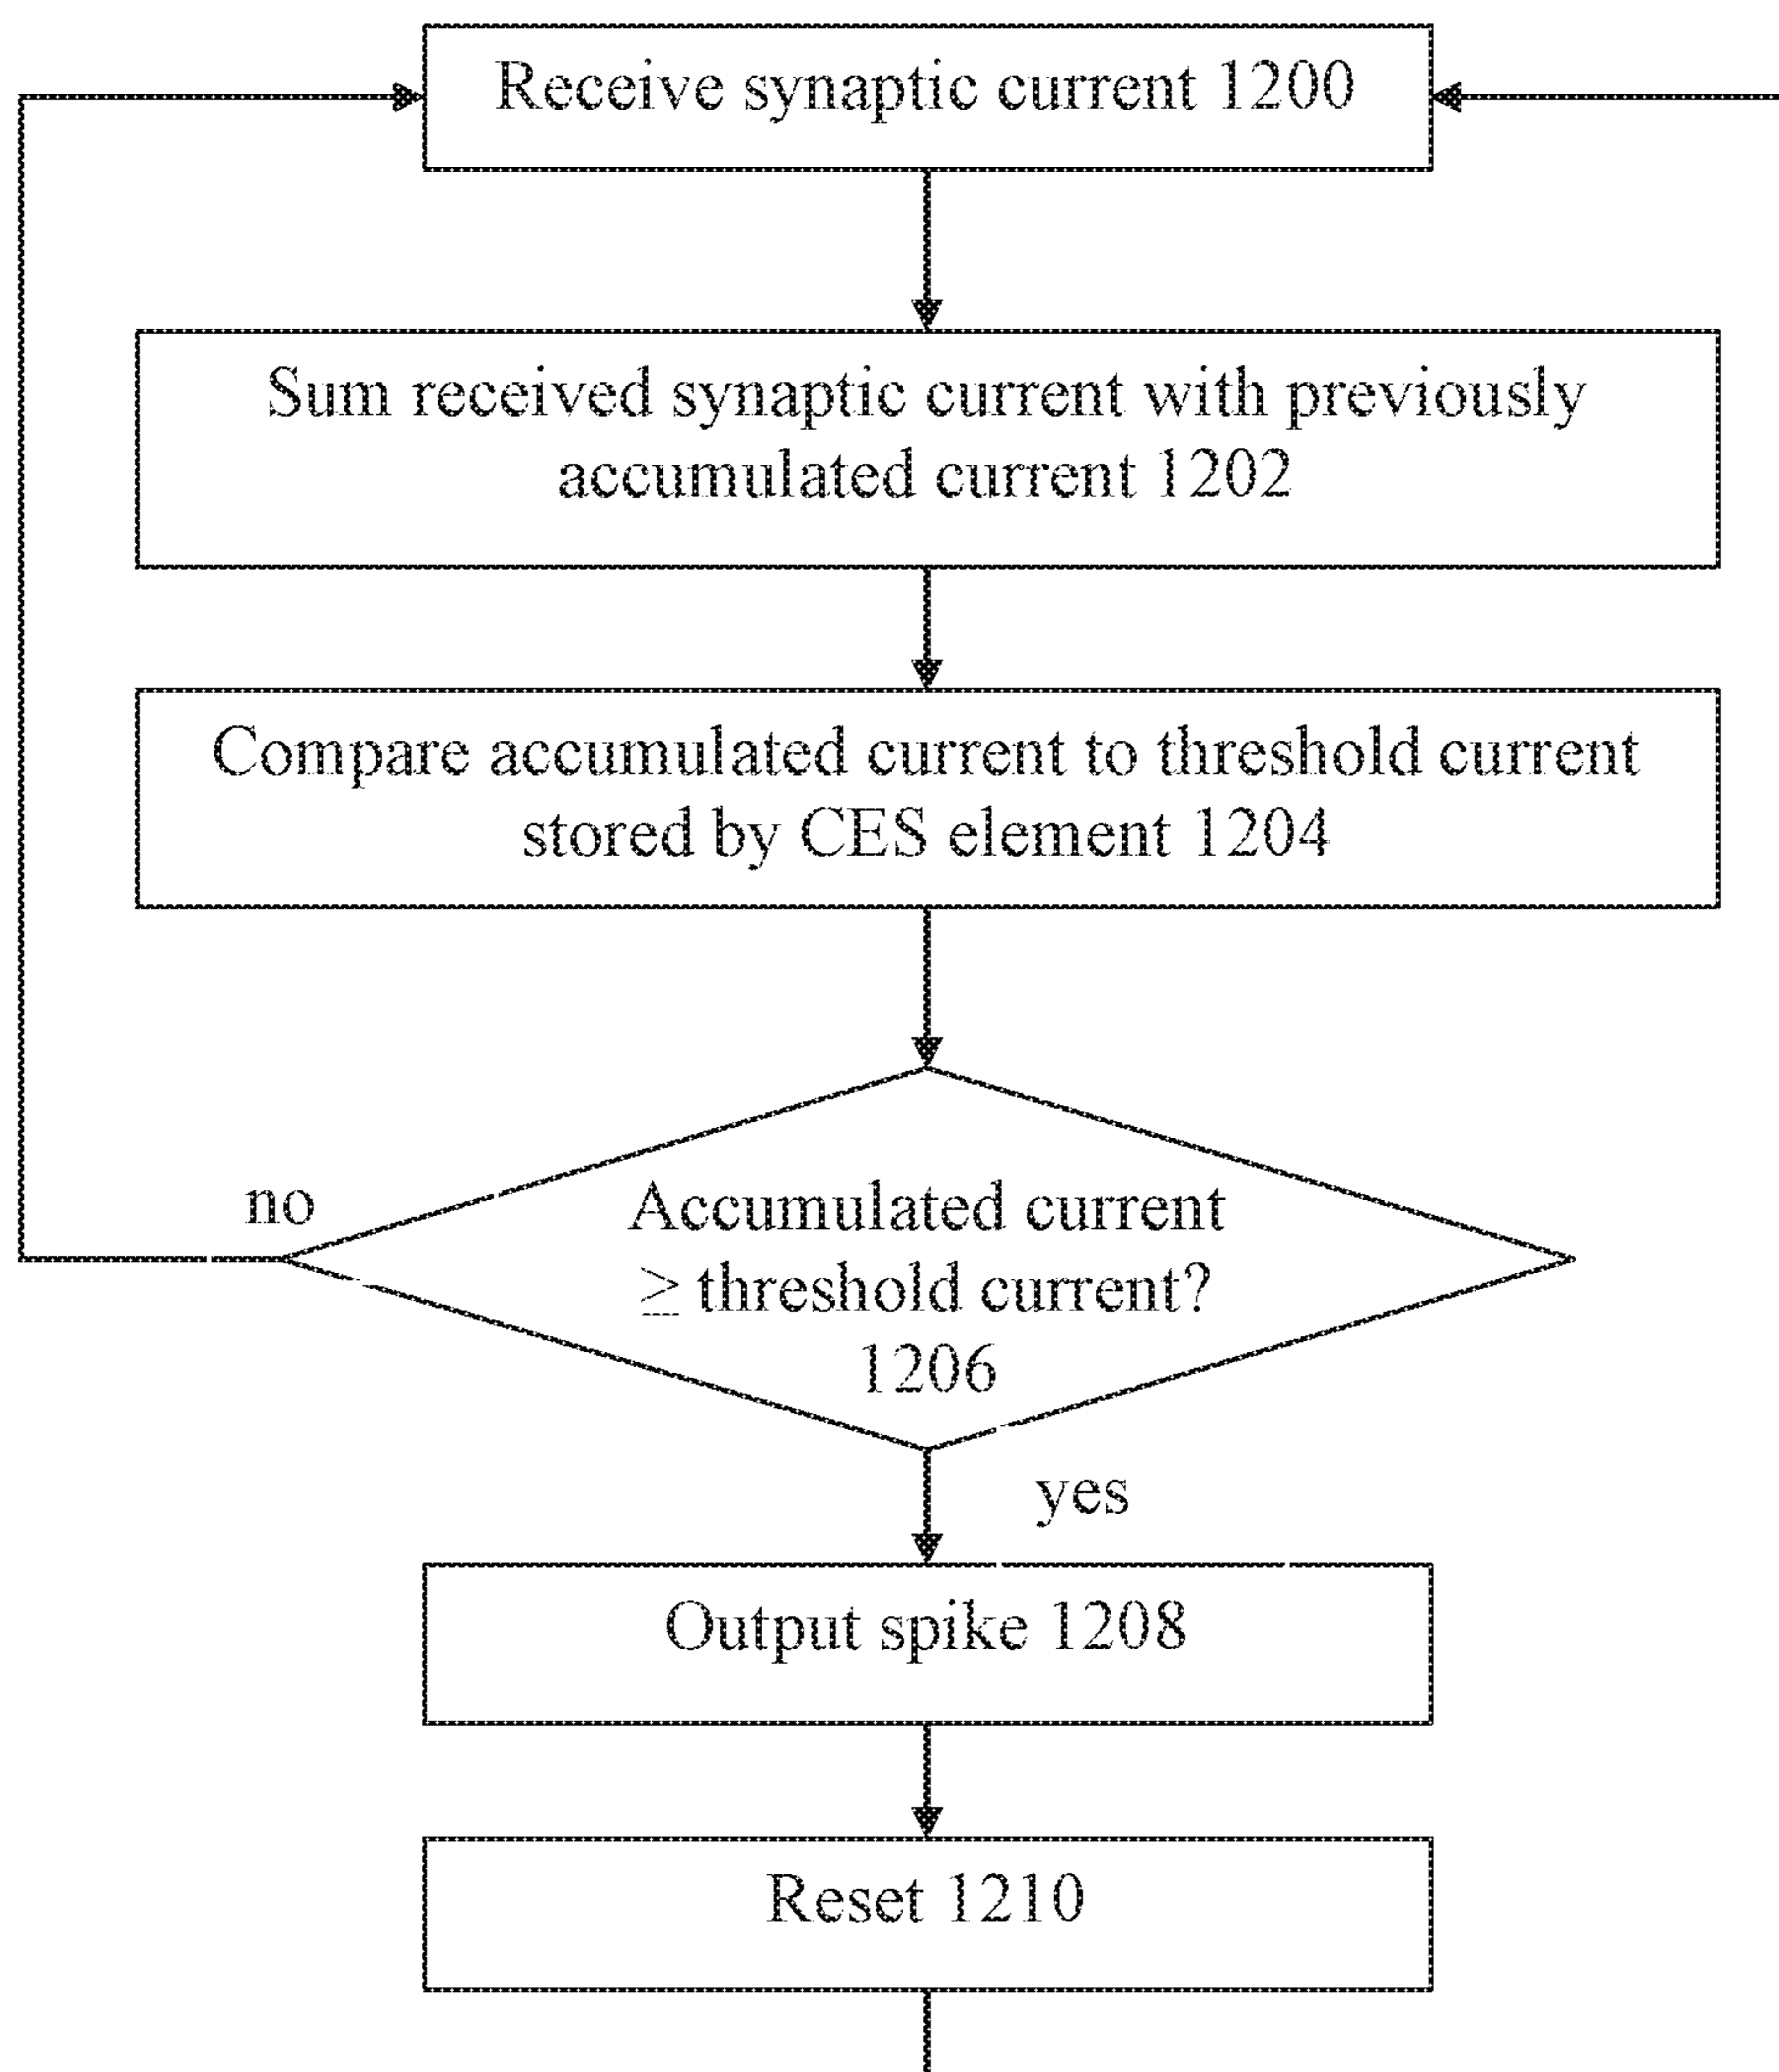 Receive synaptic current 1200
Sum received synaptic current with previously
accumulated current 1202
Compare accumulated current to threshold current
stored by CES element 1204
no
Accumulated current
≥ threshold current?
1206
yes
Output spike 1208
Reset 1210